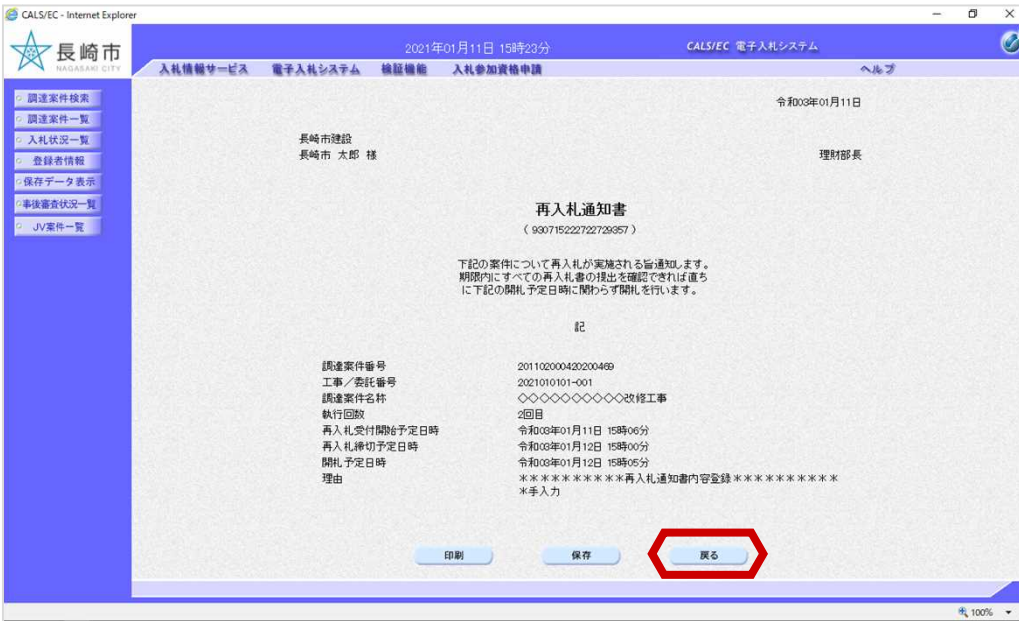 CALS/EC - Internet Explorer
長崎市
NAGASAKI CITY
2021年01月11日 15時23分
CALS/EC 電子入札システム
入札情報サービス 電子入札システム 検証機能 入札参加資格申請 ヘルプ
調達案件検索
調達案件一覧
入札状況一覧
登録者情報
保存データ表示
事後審査状況一覧
JV案件一覧
令和03年01月11日
長崎市建設
長崎市 太郎 様
理財部長
再入札通知書
( 930715222722729357 )
下記の案件について再入札が実施される旨通知します。
期限内にすべての再入札書の提出を確認できれば直ち
に下記の開札予定日時に関わらず開札を行います。
記
調達案件番号 201102000420200469
工事/委託番号 2021010101-001
調達案件名称 ◇◇◇◇◇◇◇◇◇◇改修工事
執行回数 2回目
再入札受付開始予定日時 令和03年01月11日 15時06分
再入札締切予定日時 令和03年01月12日 15時00分
開札予定日時 令和03年01月12日 15時05分
理由 **********再入札通知書内容登録**********
*手入力
印刷 保存 戻る
100%